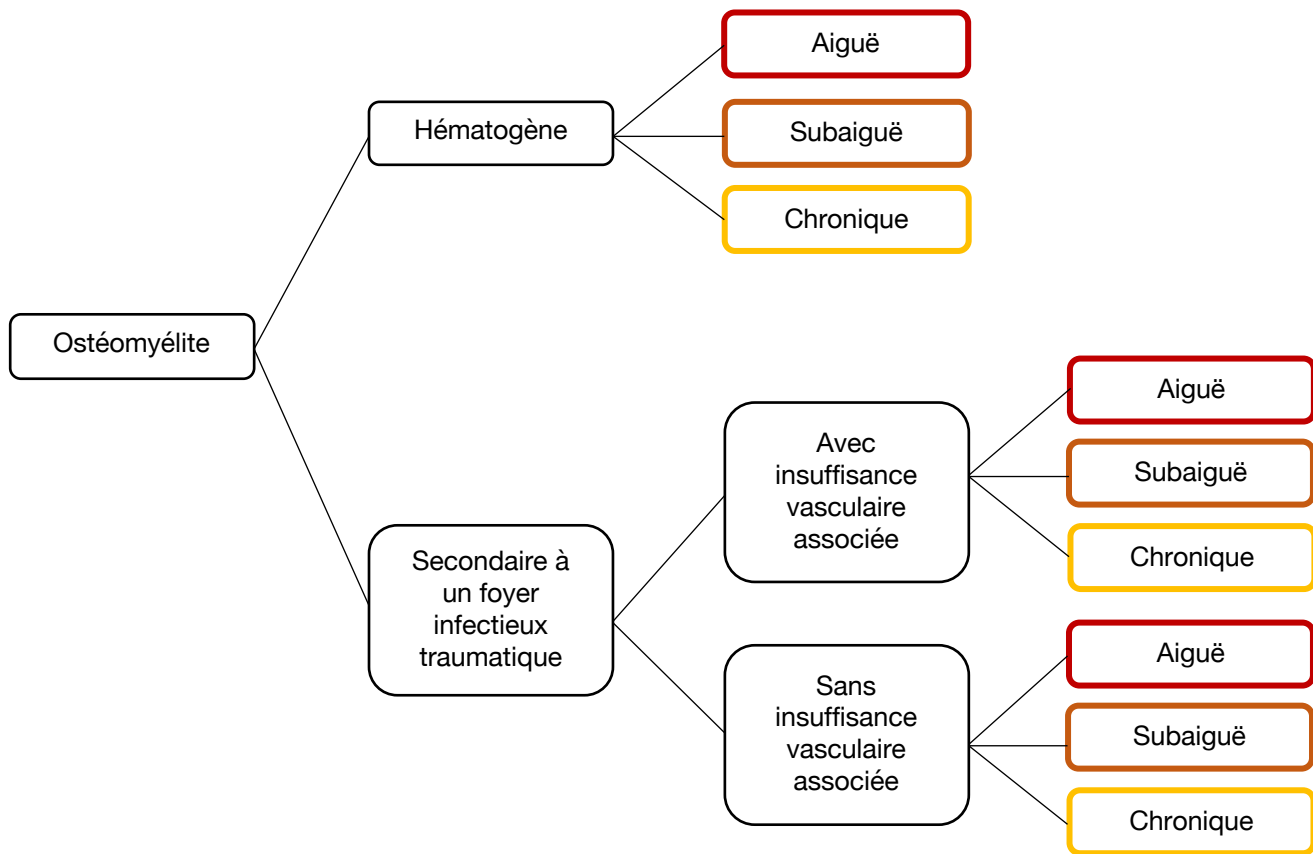 Aiguë
Hématogène
Subaiguë
Chronique
Ostéomyélite
Aiguë
Avec
insuffisance
vasculaire
associée
Subaiguë
Chronique
Secondaire à
un foyer
infectieux
traumatique
Aiguë
Sans
insuffisance
vasculaire
associée
Subaiguë
Chronique